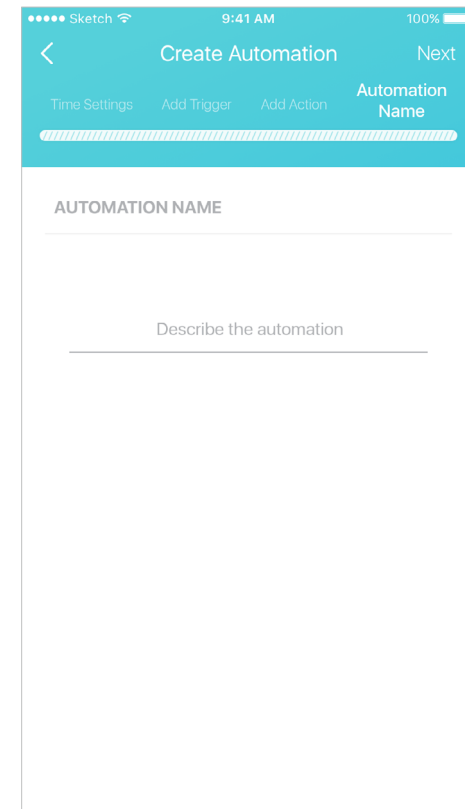 Sketch 9:41 AM 100%
Create Automation Next
Time Settings Add Trigger Add Action Automation Name
AUTOMATION NAME
Describe the automation